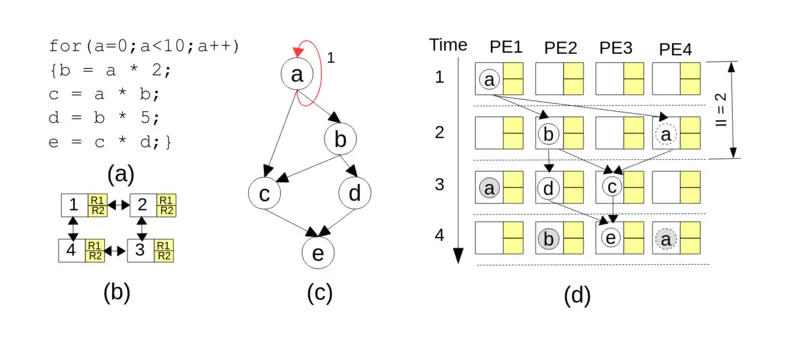 for(a=0;a<10;a++)
{b = a * 2;
c = a * b;
d = b * 5;
e = c * d;}
(a)
1 R1 R2
2 R1 R2
4 R1 R2
3 R1 R2
(b)
1
a
b
c d
e
(c)
Time PE1 PE2 PE3 PE4
1 a
2 b a
II = 2
3 a d c
4 b e a
(d)